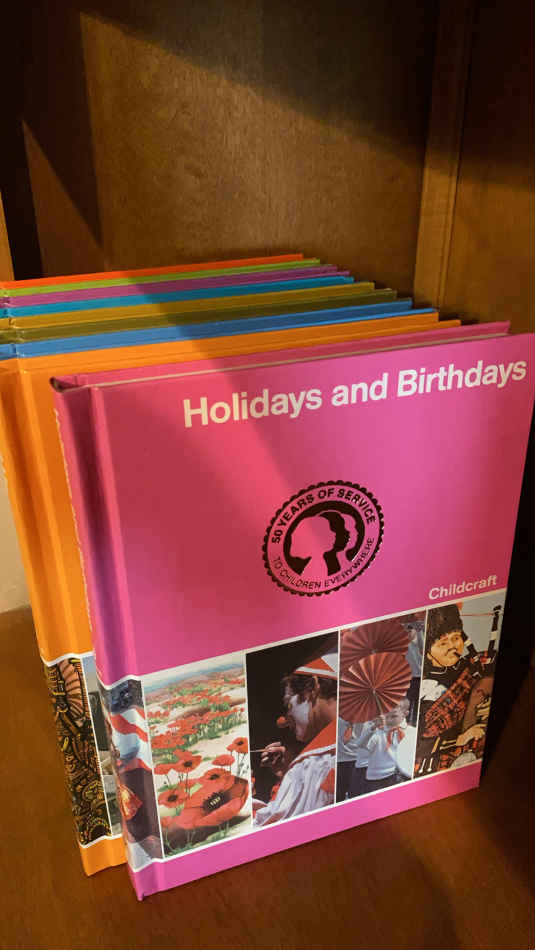 Holidays and Birthdays
50 YEARS OF SERVICE
TO CHILDREN EVERYWHERE
Childcraft